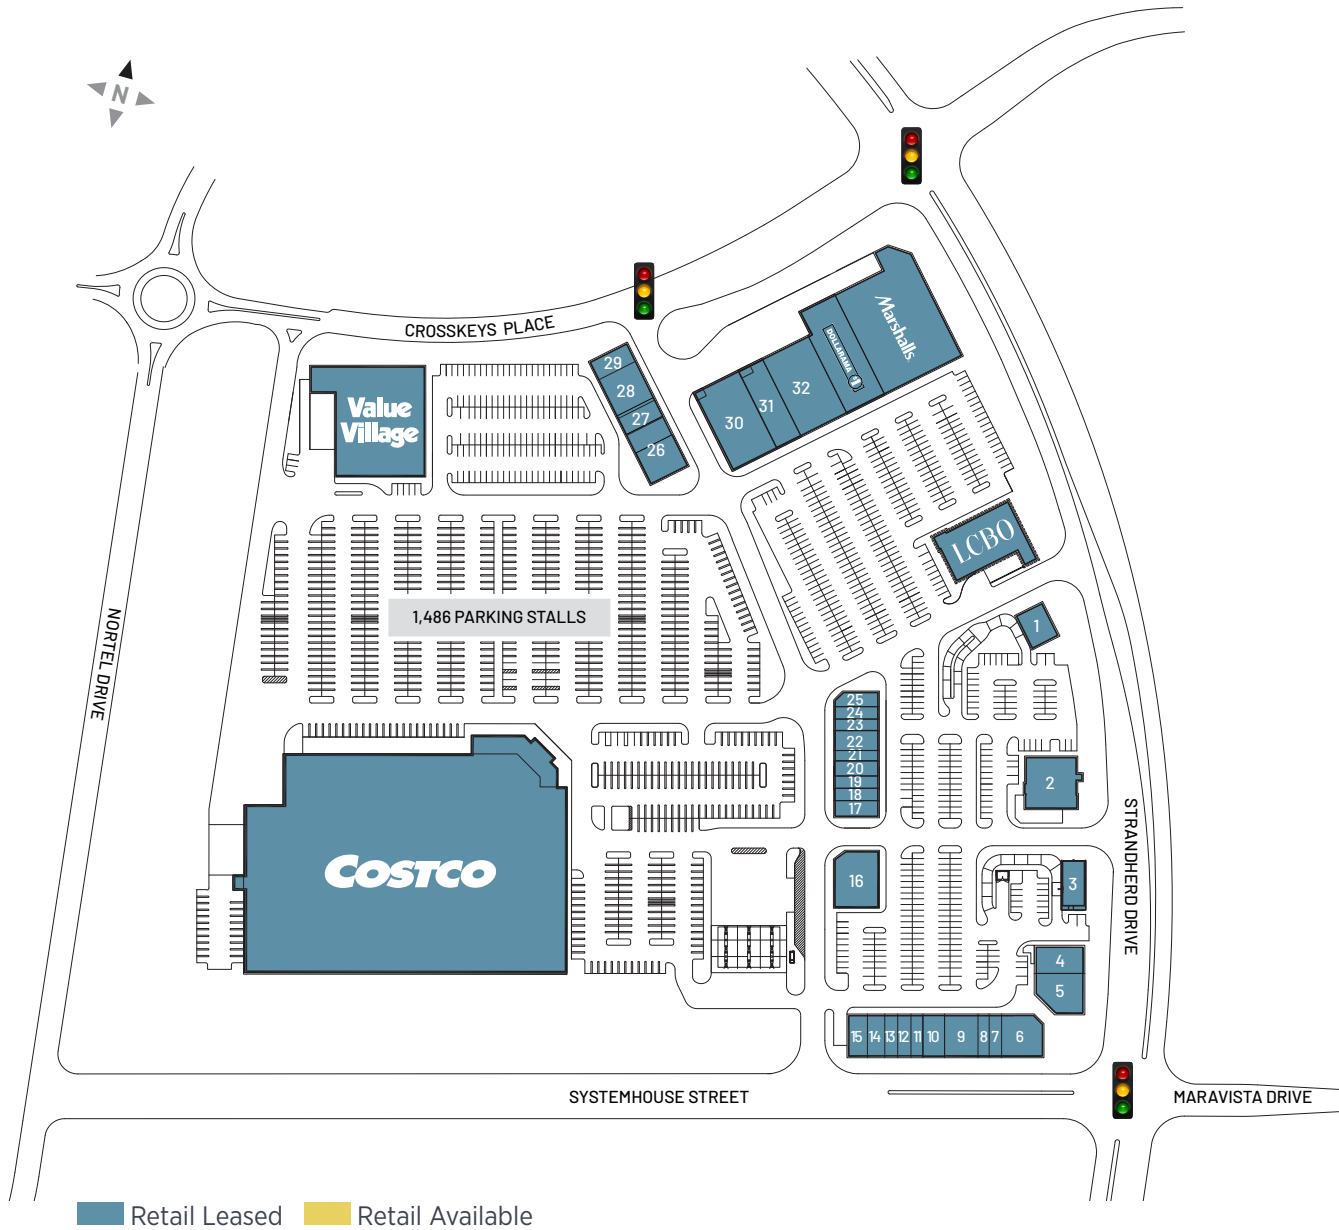 N
CROSSKEYS PLACE
Value
Village
29
28
27
26
30
31
32
DOLLARAMA
Marshalls
LCBO
1,486 PARKING STALLS
NORTEL DRIVE
1
25
24
23
22
21
20
19
18
17
2
STRANDHERD DRIVE
COSTCO
16
3
4
5
15 14 13 12 11 10 9 8 7 6
SYSTEMHOUSE STREET
MARAVISTA DRIVE
Retail Leased Retail Available